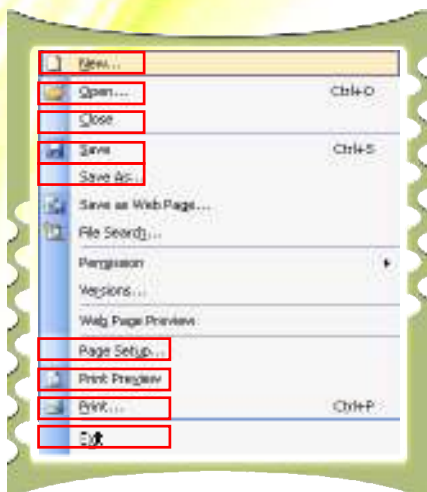 New...
Open... Ctrl+O
Close
Save Ctrl+S
Save As...
Save as Web Page...
File Search...
Permission
Versions...
Web Page Preview
Page Setup...
Print Preview
Print... Ctrl+P
Exit